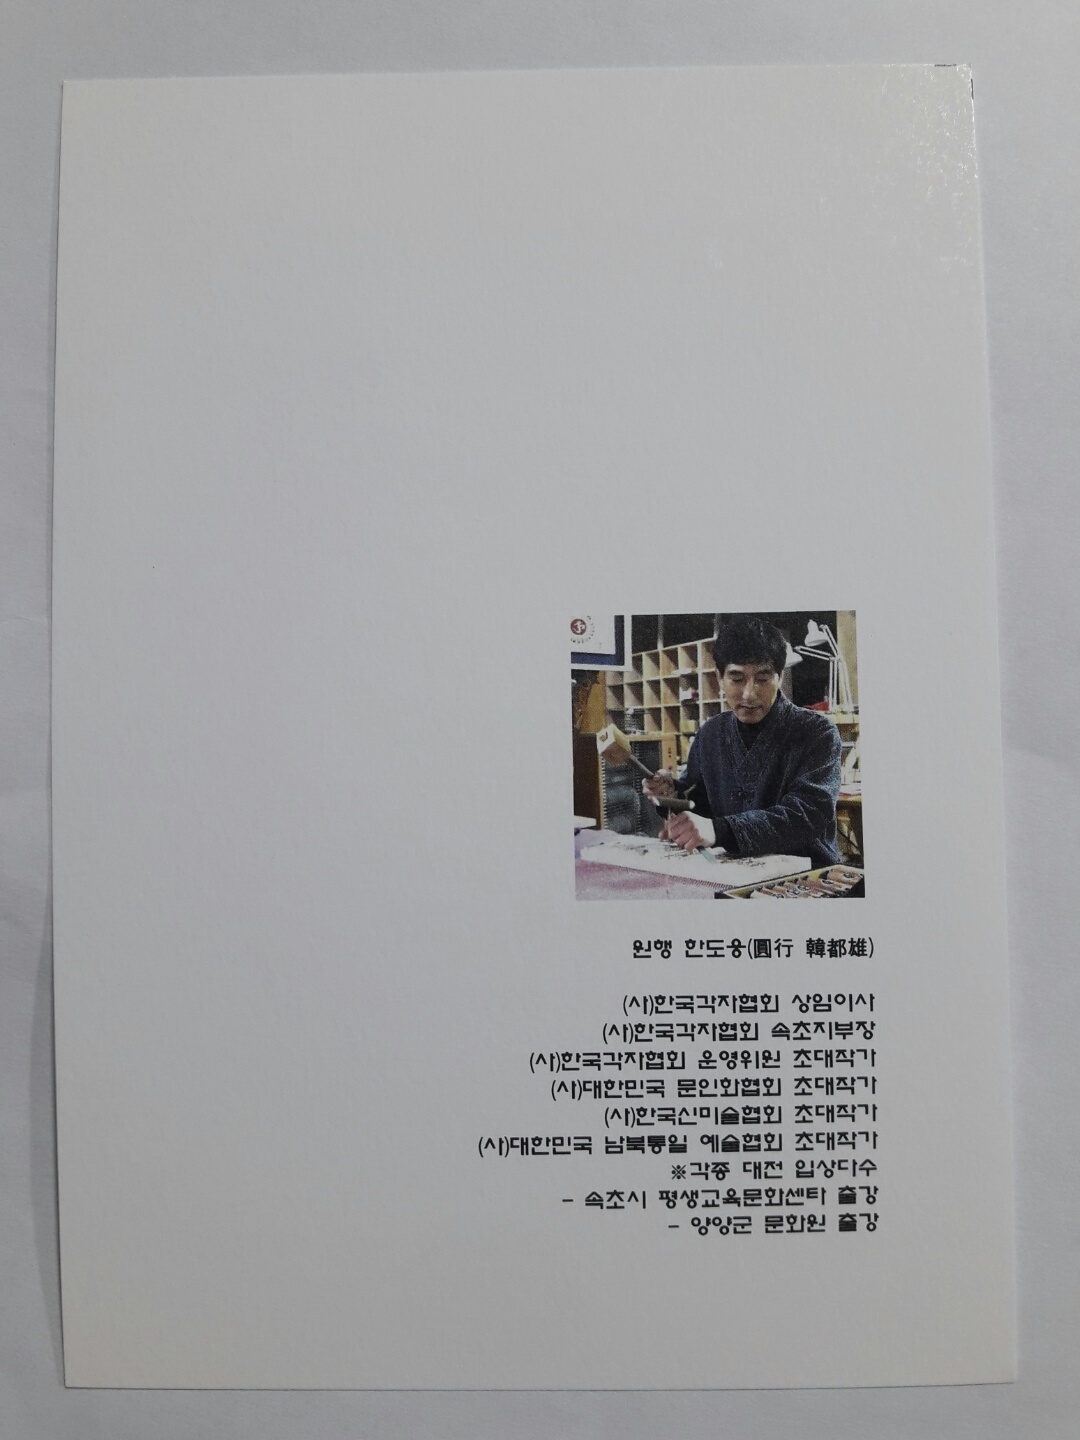 원행 한도웅(圓行 韓都雄)
(사)한국각자협회 상임이사
(사)한국각자협회 속초지부장
(사)한국각자협회 운영위원 초대작가
(사)대한민국 문인화협회 초대작가
(사)한국신미술협회 초대작가
(사)대한민국 남북통일 예술협회 초대작가
※각종 대전 입상다수
- 속초시 평생교육문화센타 출강
- 양양군 문화원 출강